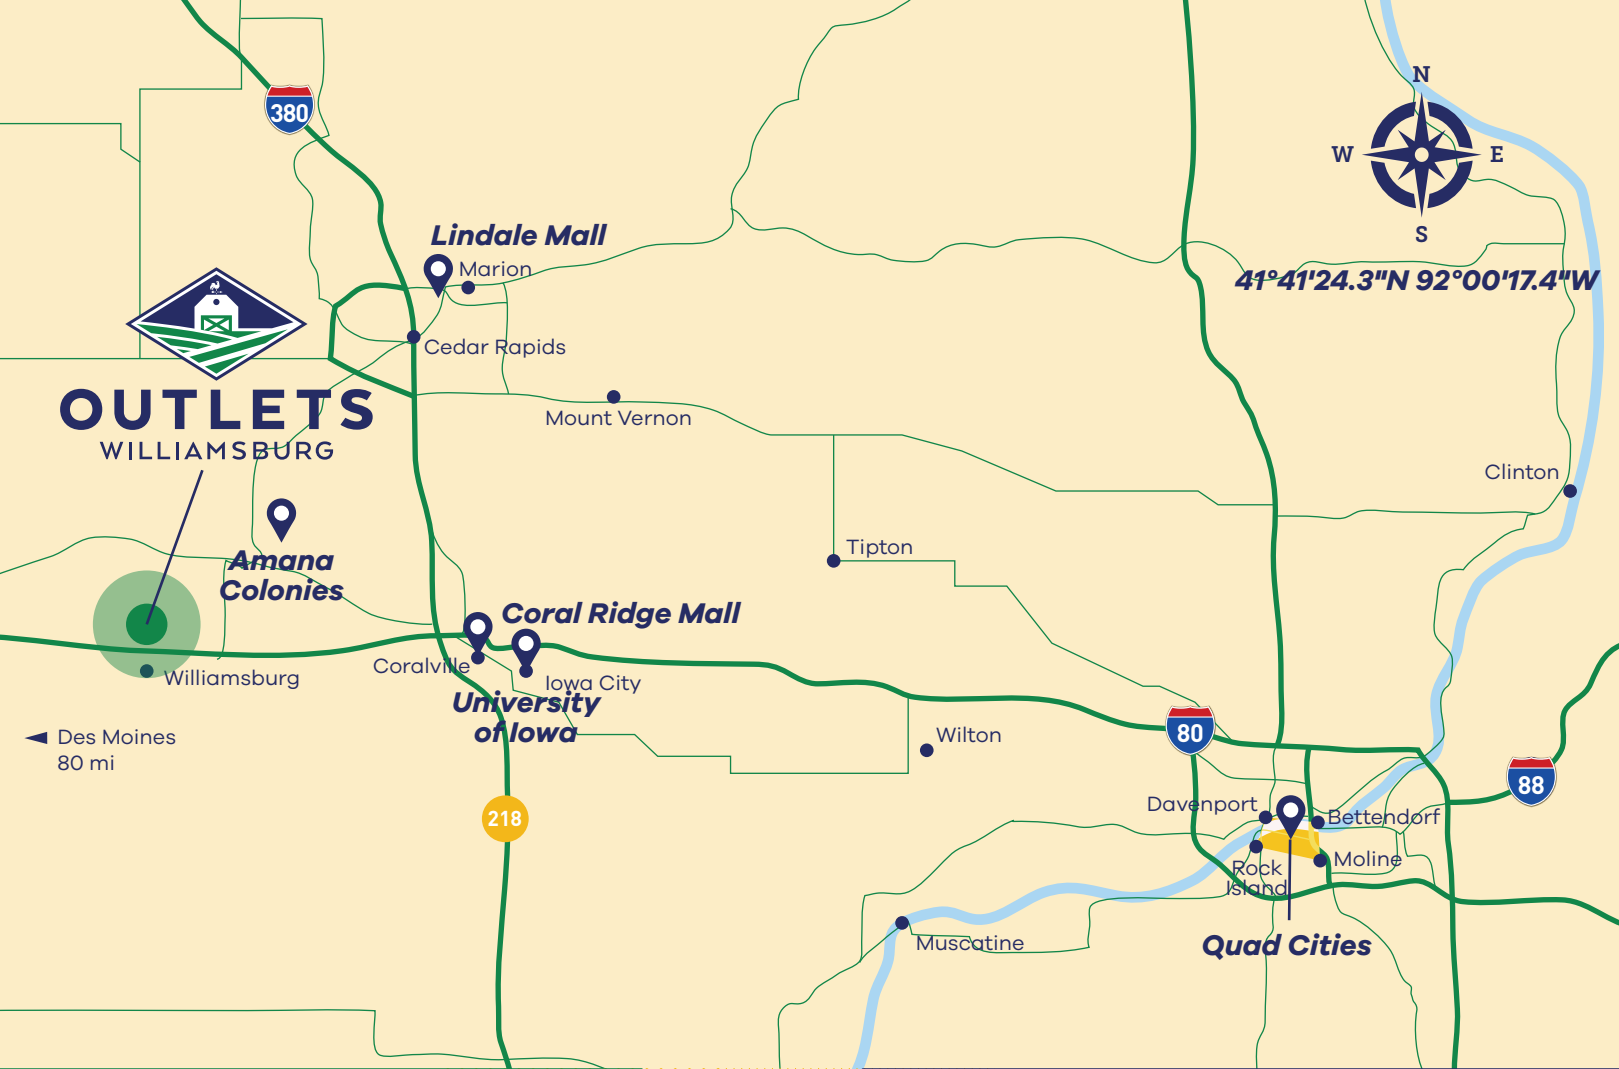 N
W
E
S
380
Lindale Mall
Marion
41°41'24.3"N 92°00'17.4"W
Cedar Rapids
OUTLETS
WILLIAMSBURG
Mount Vernon
Clinton
Amana
Colonies
Tipton
Coral Ridge Mall
Coralville
Williamsburg
Iowa City
University
of Iowa
Des Moines
80 mi
Wilton
80
88
218
Davenport
Bettendorf
Rock
Island
Moline
Muscatine
Quad Cities